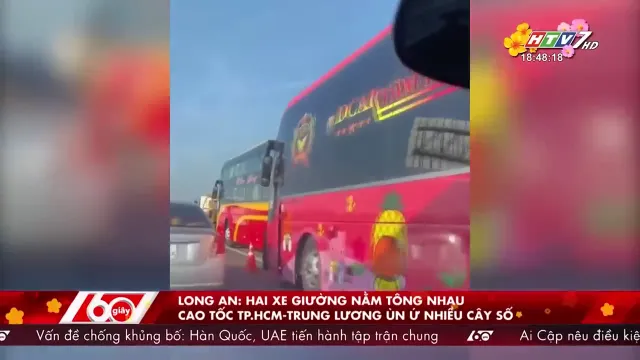 HTV7 HD
18:48:18
60 giây
LONG AN: HAI XE GIƯỜNG NẰM TÔNG NHAU
CAO TỐC TP.HCM-TRUNG LƯƠNG ÙN Ứ NHIỀU CÂY SỐ
Vấn đề chống khủng bố: Hàn Quốc, UAE tiến hành tập trận chung
Ai Cập nêu điều